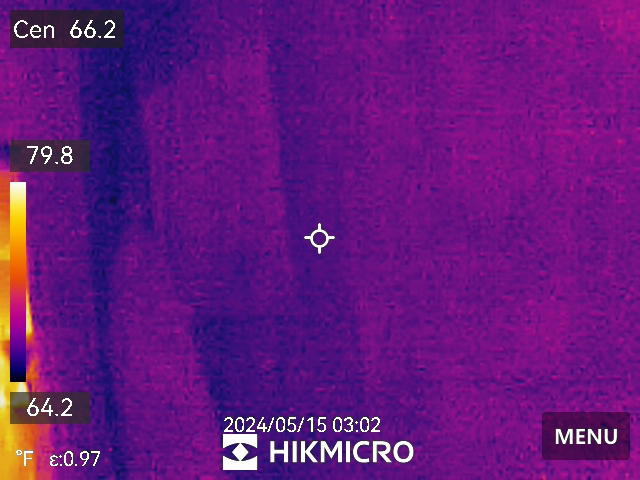 Cen 66.2
79.8
64.2
2024/05/15 03:02
HIKMICRO
MENU
°F ε:0.97